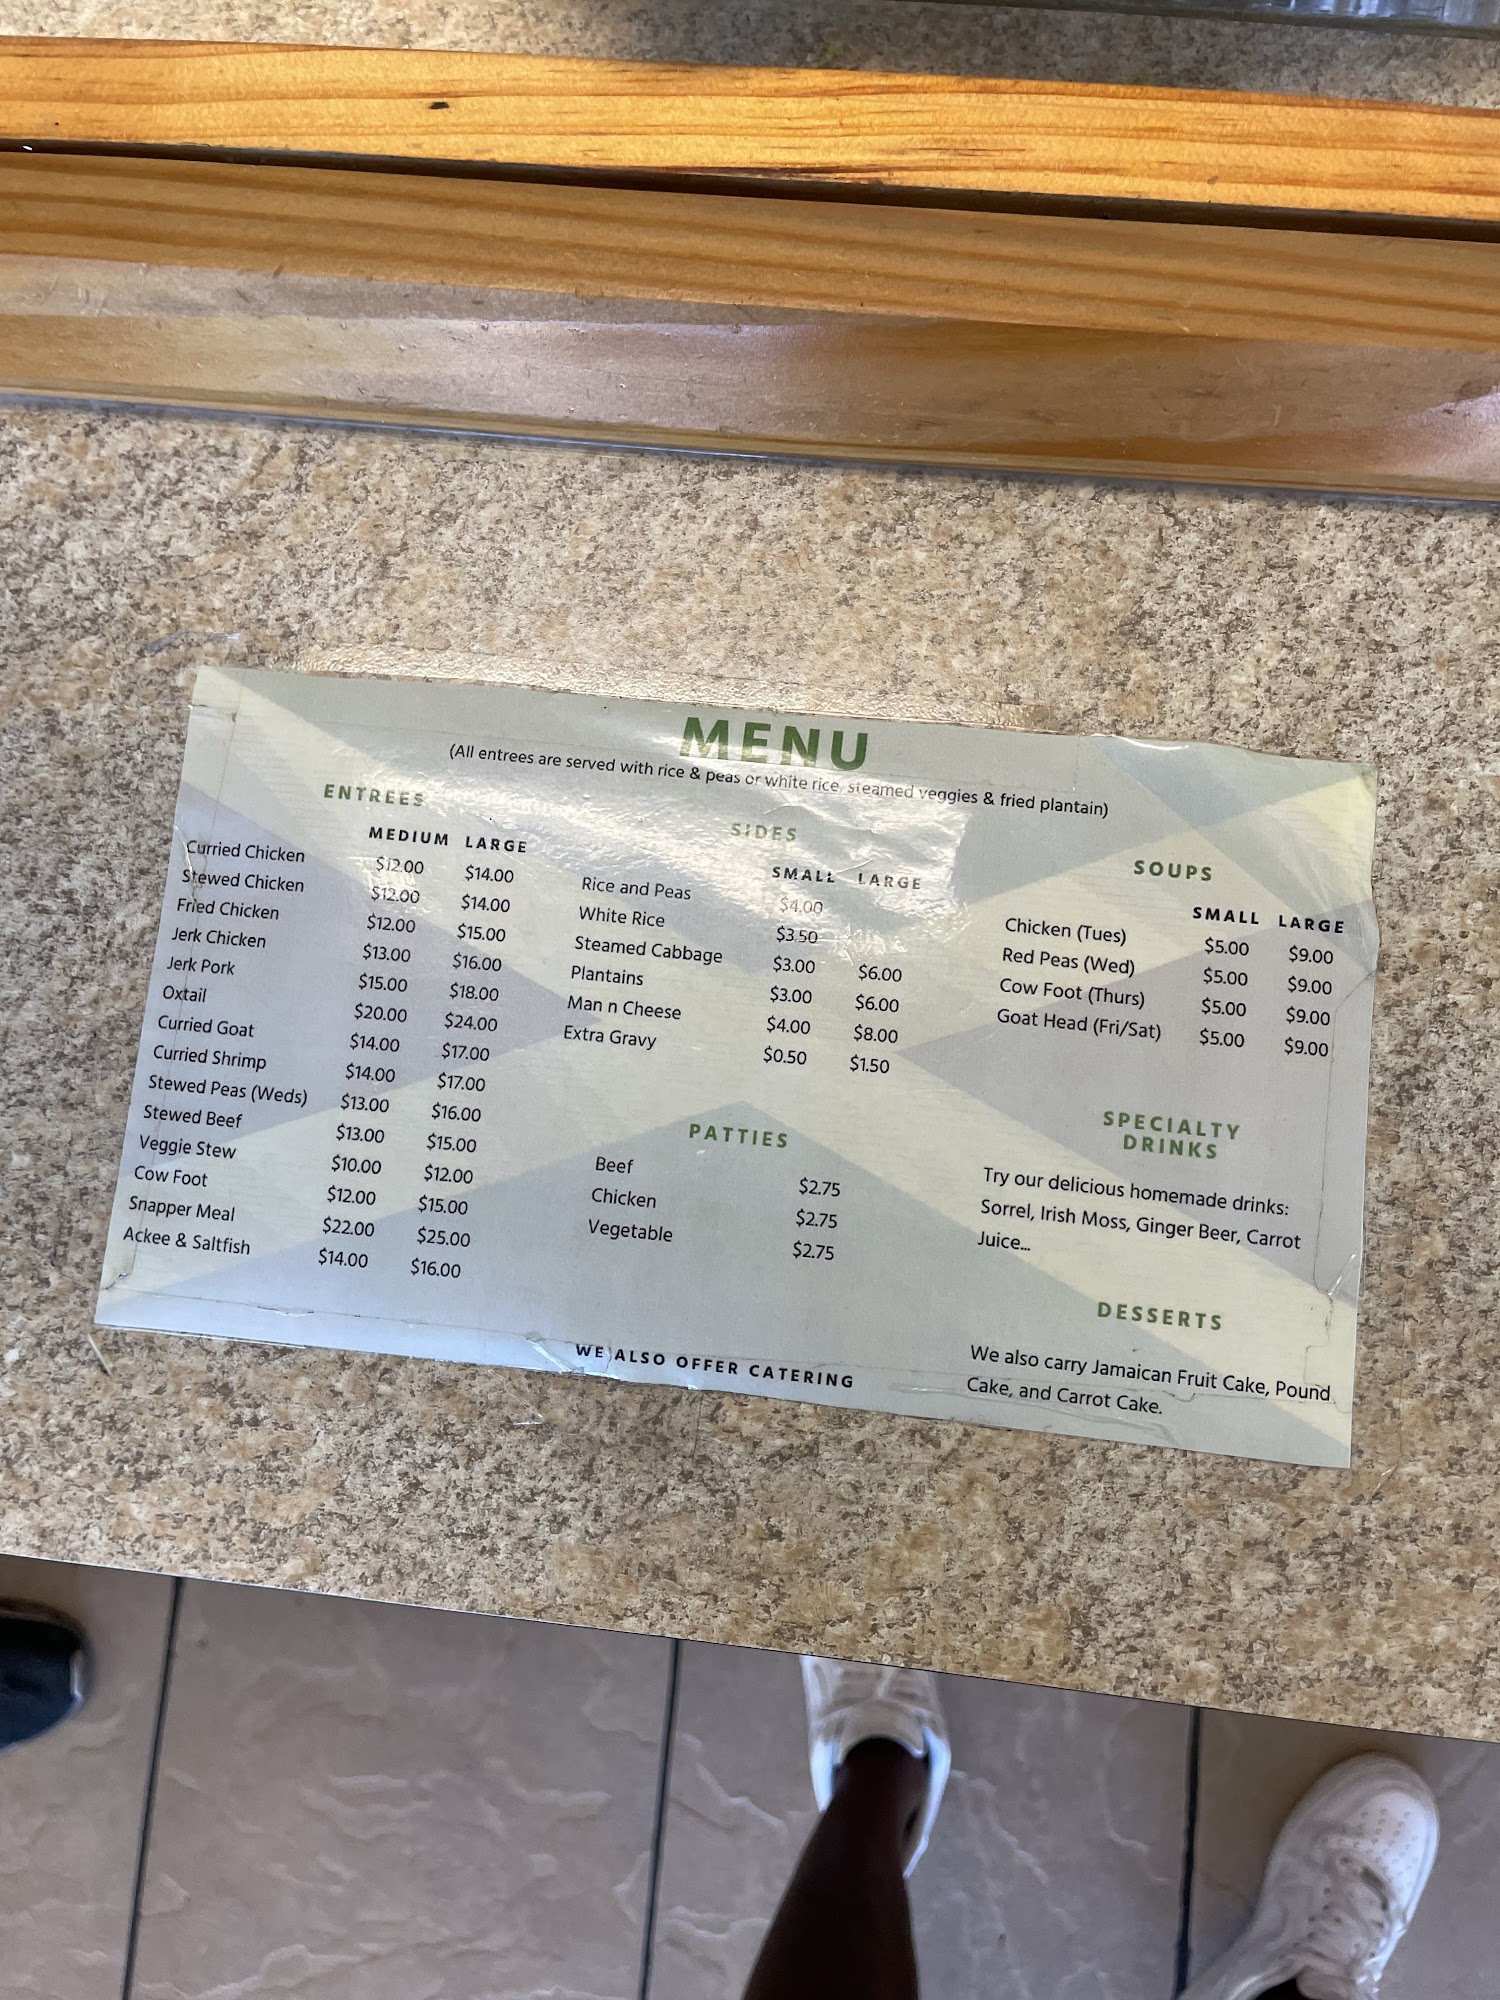 MENU
(All entrees are served with rice & peas or white rice, steamed veggies & fried plantain)
ENTREES
MEDIUM LARGE
Curried Chicken $12.00 $14.00
Stewed Chicken $12.00 $14.00
Fried Chicken $12.00 $15.00
Jerk Chicken $13.00 $16.00
Jerk Pork $15.00 $18.00
Oxtail $20.00 $24.00
Curried Goat $14.00 $17.00
Curried Shrimp $14.00 $17.00
Stewed Peas (Weds) $13.00 $16.00
Stewed Beef $13.00 $15.00
Veggie Stew $10.00 $12.00
Cow Foot $12.00 $15.00
Snapper Meal $22.00 $25.00
Ackee & Saltfish $14.00 $16.00
SIDES
SMALL LARGE
Rice and Peas $4.00
White Rice $3.50
Steamed Cabbage $3.00 $6.00
Plantains $3.00 $6.00
Man n Cheese $4.00 $8.00
Extra Gravy $0.50 $1.50
PATTIES
Beef $2.75
Chicken $2.75
Vegetable $2.75
WE ALSO OFFER CATERING
SOUPS
SMALL LARGE
Chicken (Tues) $5.00 $9.00
Red Peas (Wed) $5.00 $9.00
Cow Foot (Thurs) $5.00 $9.00
Goat Head (Fri/Sat) $5.00 $9.00
SPECIALTY
DRINKS
Try our delicious homemade drinks:
Sorrel, Irish Moss, Ginger Beer, Carrot
Juice...
DESSERTS
We also carry Jamaican Fruit Cake, Pound
Cake, and Carrot Cake.